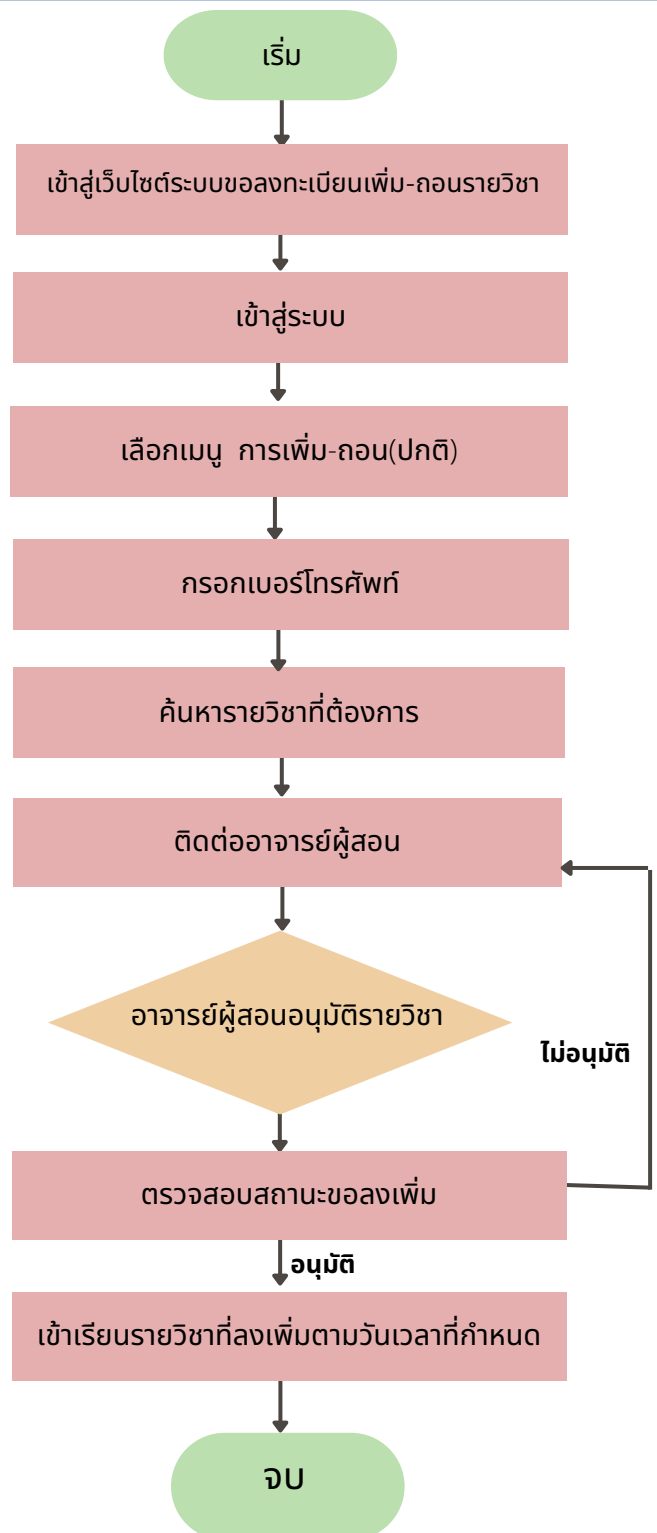 เริ่ม
เข้าสู่เว็บไซต์ระบบขอลงทะเบียนเพิ่ม-ถอนรายวิชา
เข้าสู่ระบบ
เลือกเมนู การเพิ่ม-ถอน(ปกติ)
กรอกเบอร์โทรศัพท์
ค้นหารายวิชาที่ต้องการ
ติดต่ออาจารย์ผู้สอน
อาจารย์ผู้สอนอนุมัติรายวิชา
ไม่อนุมัติ
ตรวจสอบสถานะขอลงเพิ่ม
อนุมัติ
เข้าเรียนรายวิชาที่ลงเพิ่มตามวันเวลาที่กำหนด
จบ